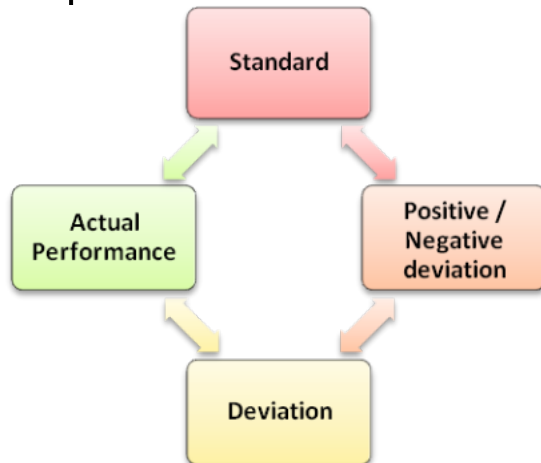 Standard
Actual
Performance
Positive /
Negative
deviation
Deviation